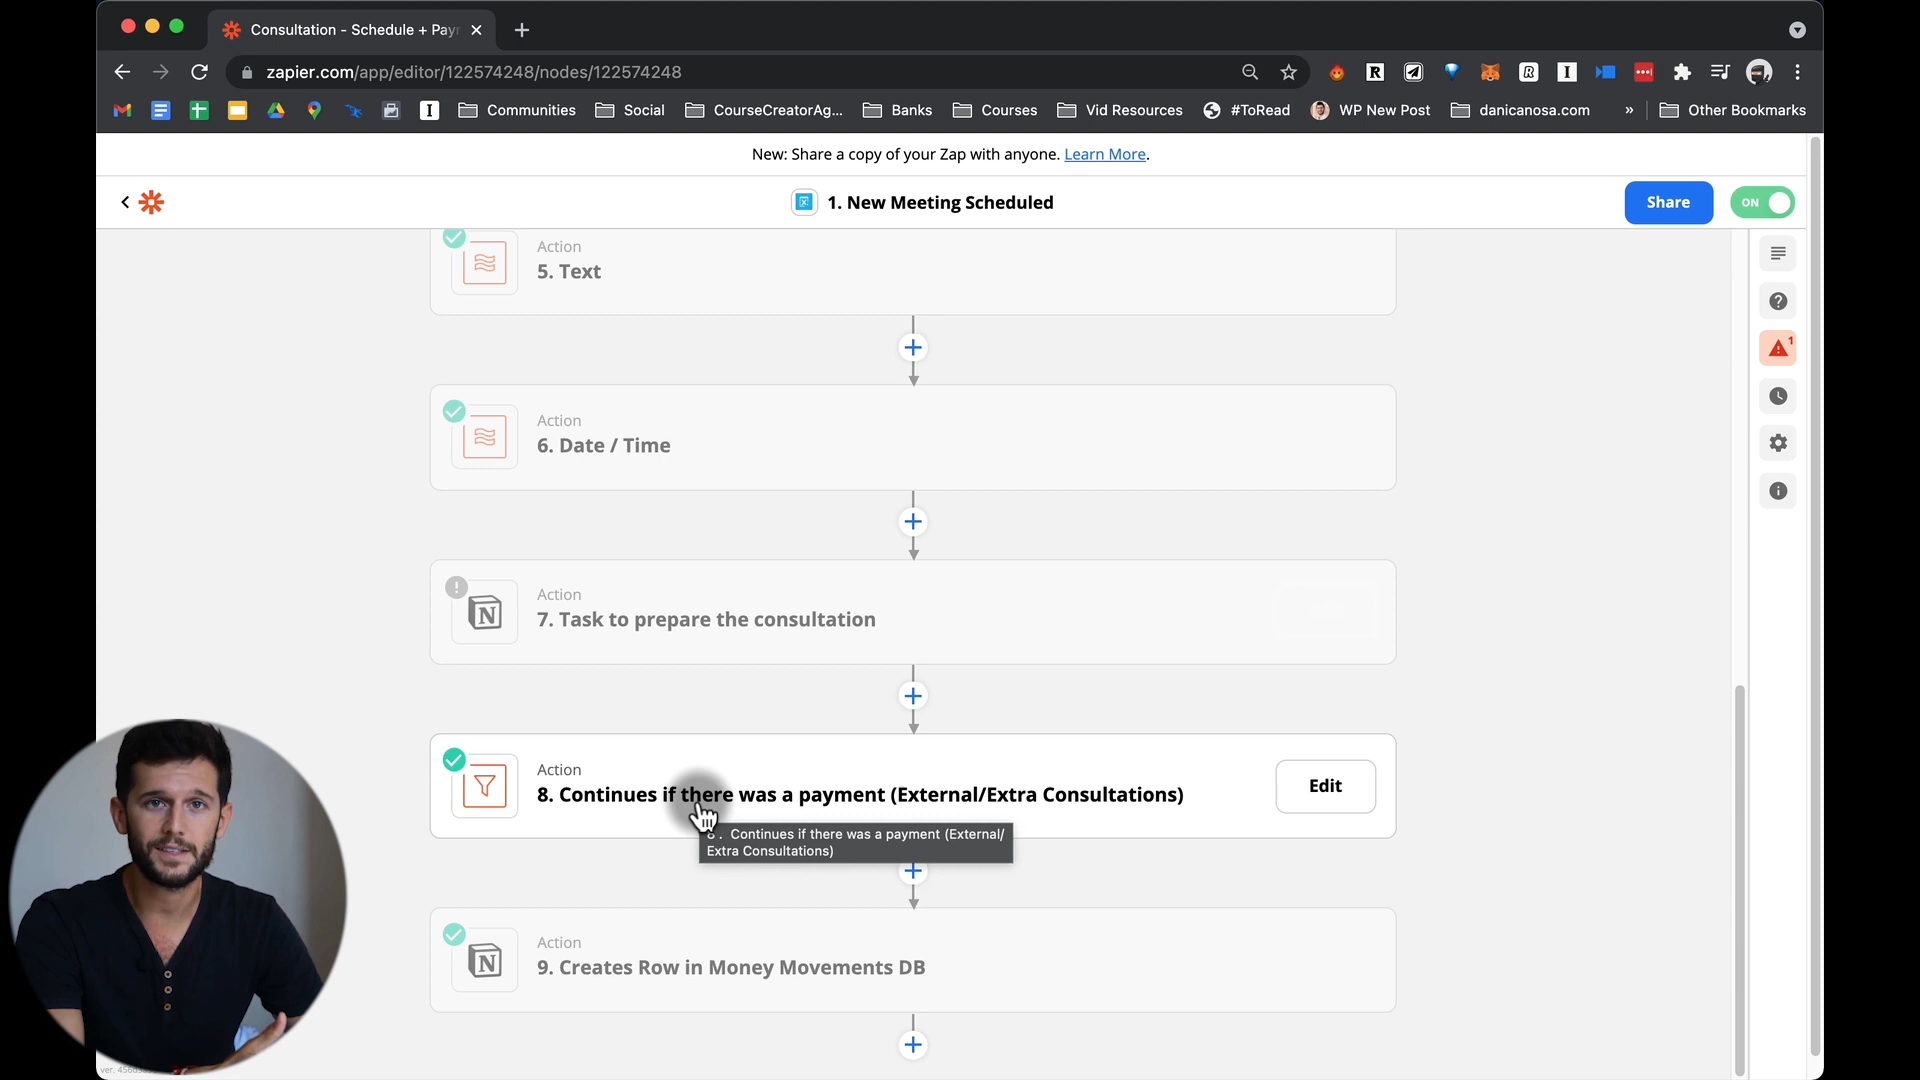 Consultation - Schedule + Payr
zapier.com/app/editor/122574248/nodes/122574248
Communities
Social
CourseCreatorAg...
Banks
Courses
Vid Resources
#ToRead
WP New Post
danicanosa.com
»
Other Bookmarks
New: Share a copy of your Zap with anyone. Learn More.
1. New Meeting Scheduled
Share
ON
Action
5. Text
1
Action
6. Date / Time
Action
7. Task to prepare the consultation
Action
8. Continues if there was a payment (External/Extra Consultations)
Edit
8 . Continues if there was a payment (External/
Extra Consultations)
Action
9. Creates Row in Money Movements DB